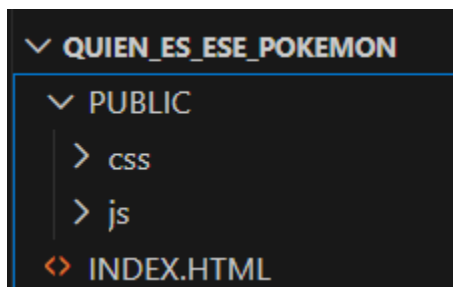 QUIEN_ES_ESE_POKEMON
PUBLIC
css
js
INDEX.HTML